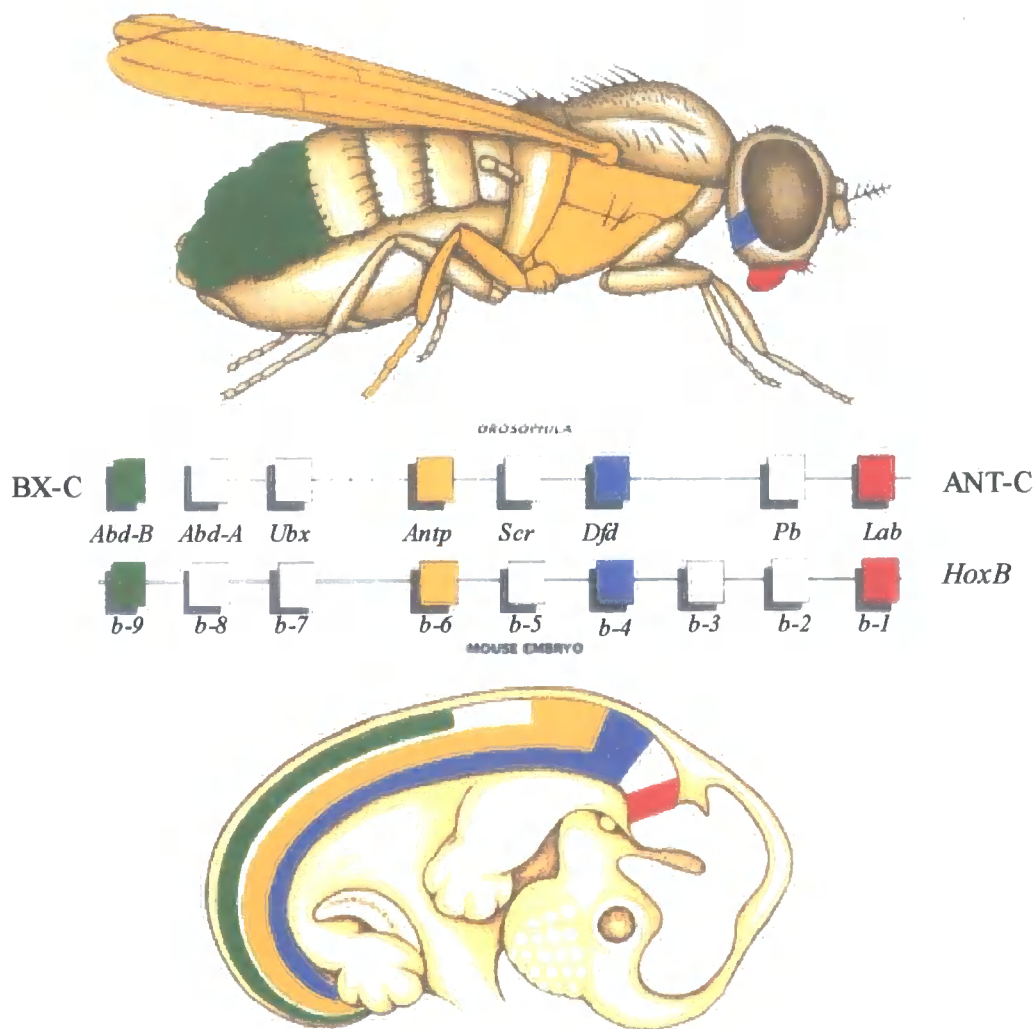 DROSOPHULA
BX-C ANT-C
Abd-B Abd-A Ubx Antp Scr Dfd Pb Lab
HoxB
b-9 b-8 b-7 b-6 b-5 b-4 b-3 b-2 b-1
MOUSE EMBRYO